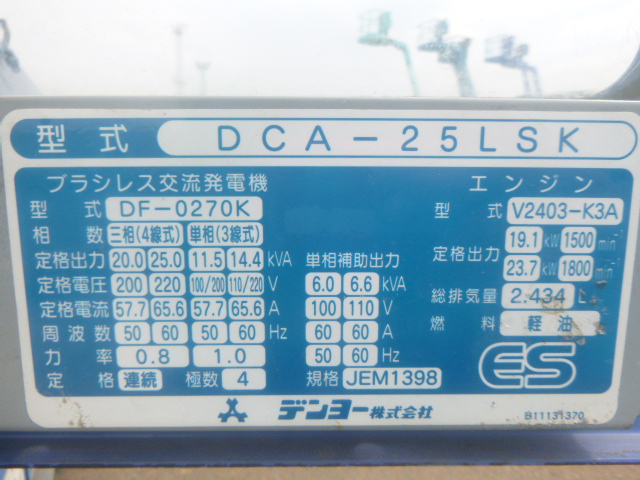 型式 DCA-25LSK
ブラシレス交流発電機
型式 DF-0270K
相数 三相(4線式) 単相(3線式)
定格出力 20.0 25.0 11.5 14.4 kVA
定格電圧 200 220 100/200 110/220 V
定格電流 57.7 65.6 57.7 65.6 A
周波数 50 60 50 60 Hz
力率 0.8 1.0
定格 連続 極数 4
単相補助出力
6.0 6.6 kVA
100 110 V
60 60 A
50 60 Hz
規格 JEM1398
エンジン
型式 V2403-K3A
定格出力 19.1 kW 1500 min
23.7 kW 1800 min
総排気量 2.434 L
燃料 軽油
ES
デンヨー株式会社
B11131370